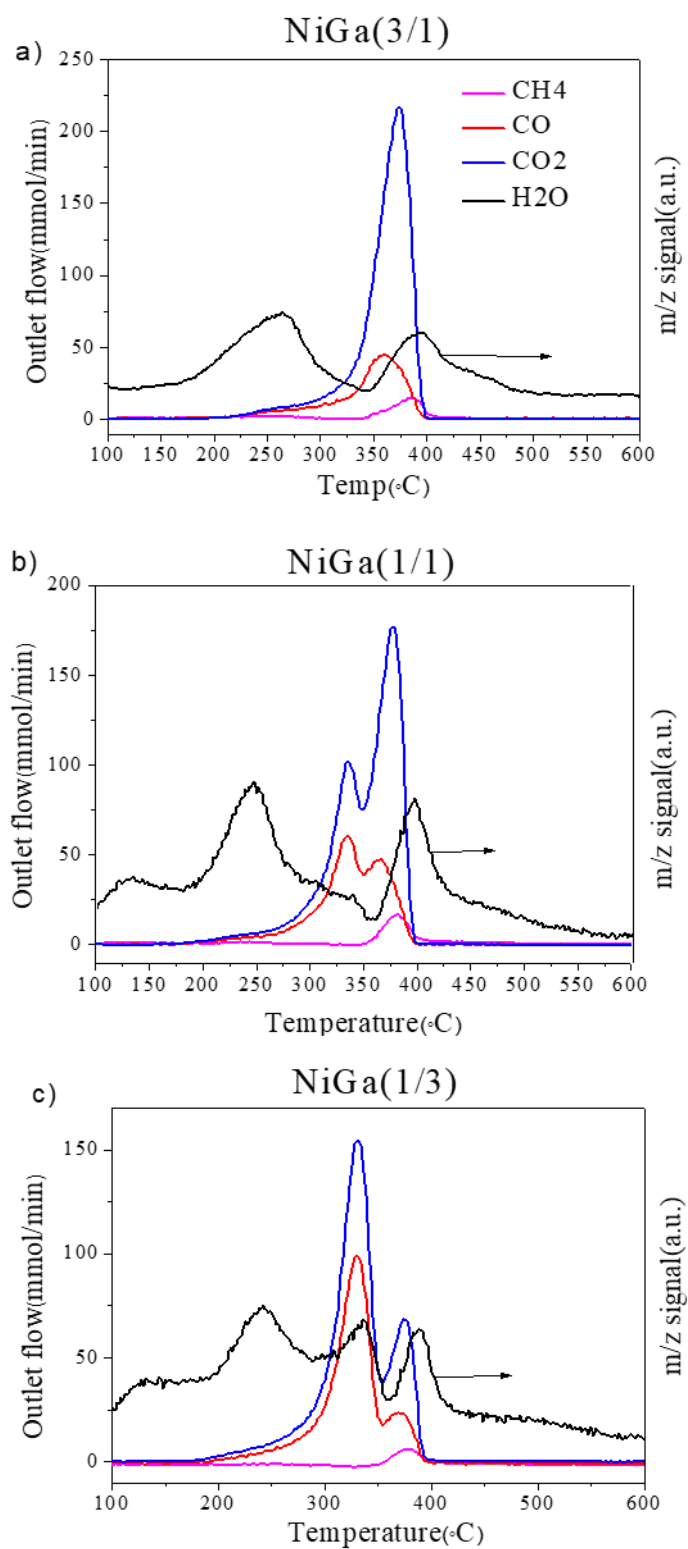 a)
NiGa(3/1)
250
200
150
100
50
0
Outlet flow(mmol/min)
CH4
CO
CO2
H2O
m/z signal(a.u.)
100 150 200 250 300 350 400 450 500 550 600
Temp(◦C)
b)
NiGa(1/1)
200
150
100
50
0
Outlet flow(mmol/min)
m/z signal(a.u.)
100 150 200 250 300 350 400 450 500 550 600
Temperature(◦C)
c)
NiGa(1/3)
150
100
50
0
Outlet flow(mmol/min)
m/z signal(a.u.)
100 200 300 400 500 600
Temperature(◦C)